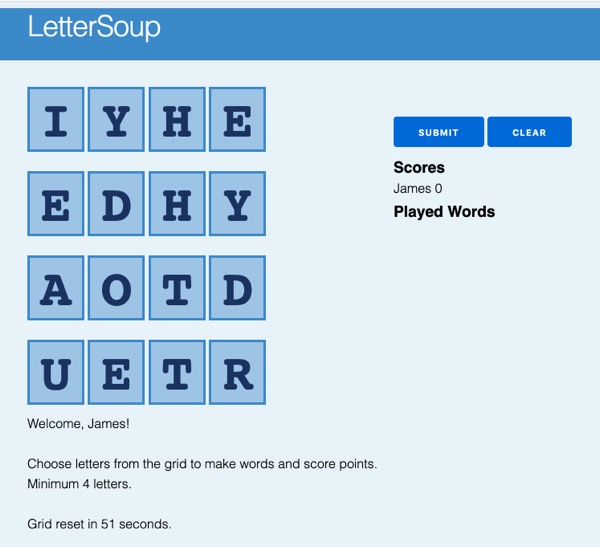 LetterSoup
I Y H E
E D H Y
A O T D
U E T R
SUBMIT CLEAR
Scores
James 0
Played Words
Welcome, James!
Choose letters from the grid to make words and score points.
Minimum 4 letters.
Grid reset in 51 seconds.